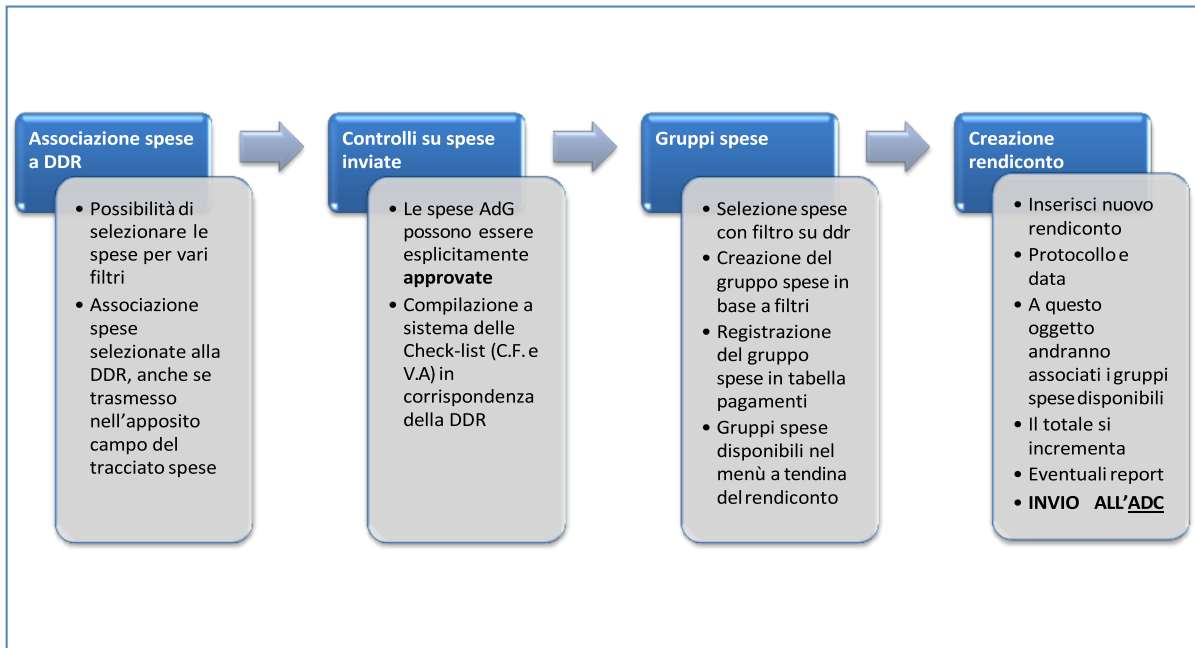 Associazione spese
a DDR
• Possibilità di
selezionare le
spese per vari
filtri
• Associazione
spese
selezionate alla
DDR, anche se
trasmesso
nell’apposito
campo del
tracciato spese
Controlli su spese
inviate
• Le spese AdG
possono essere
esplicitamente
approvate
• Compilazione a
sistema delle
Check-list (C.F. e
V.A) in
corrispondenza
della DDR
Gruppi spese
• Selezione spese
con filtro su ddr
• Creazione del
gruppo spese in
base a filtri
• Registrazione
del gruppo
spese in tabella
pagamenti
• Gruppi spese
disponibili nel
menù a tendina
del rendiconto
Creazione
rendiconto
• Inserisci nuovo
rendiconto
• Protocollo e
data
• A questo
oggetto
andranno
associati i gruppi
spese disponibili
• Il totale si
incrementa
• Eventuali report
• INVIO ALL’ADC